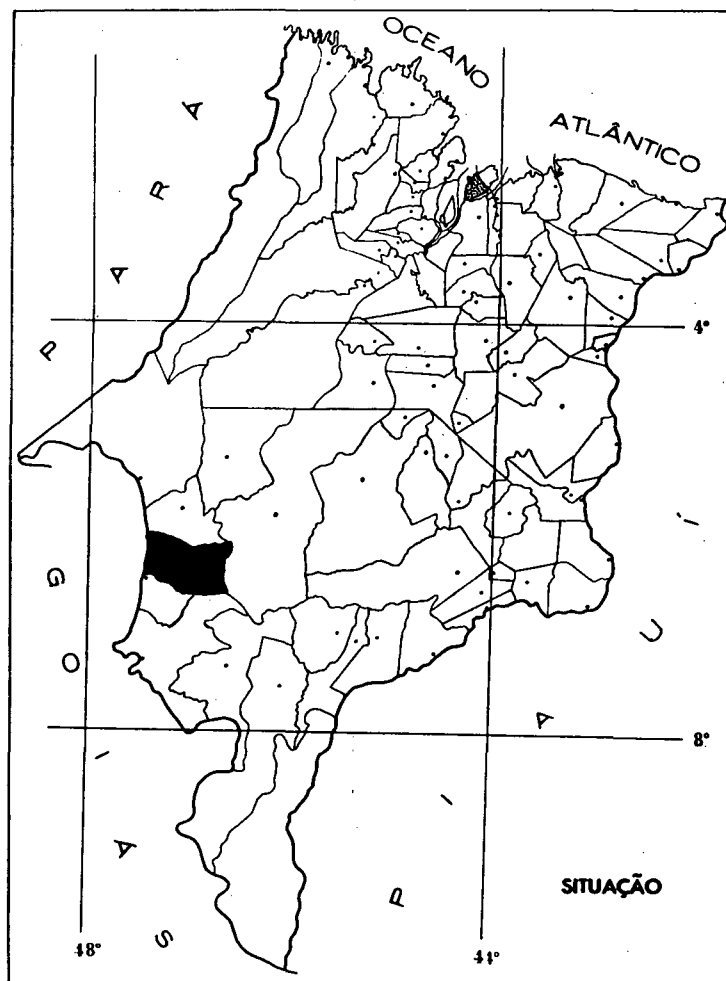 OCEANO
ATLÂNTICO
PARÁ
4°
GOIÁS
PIAUÍ
8°
SITUAÇÃO
48°
44°